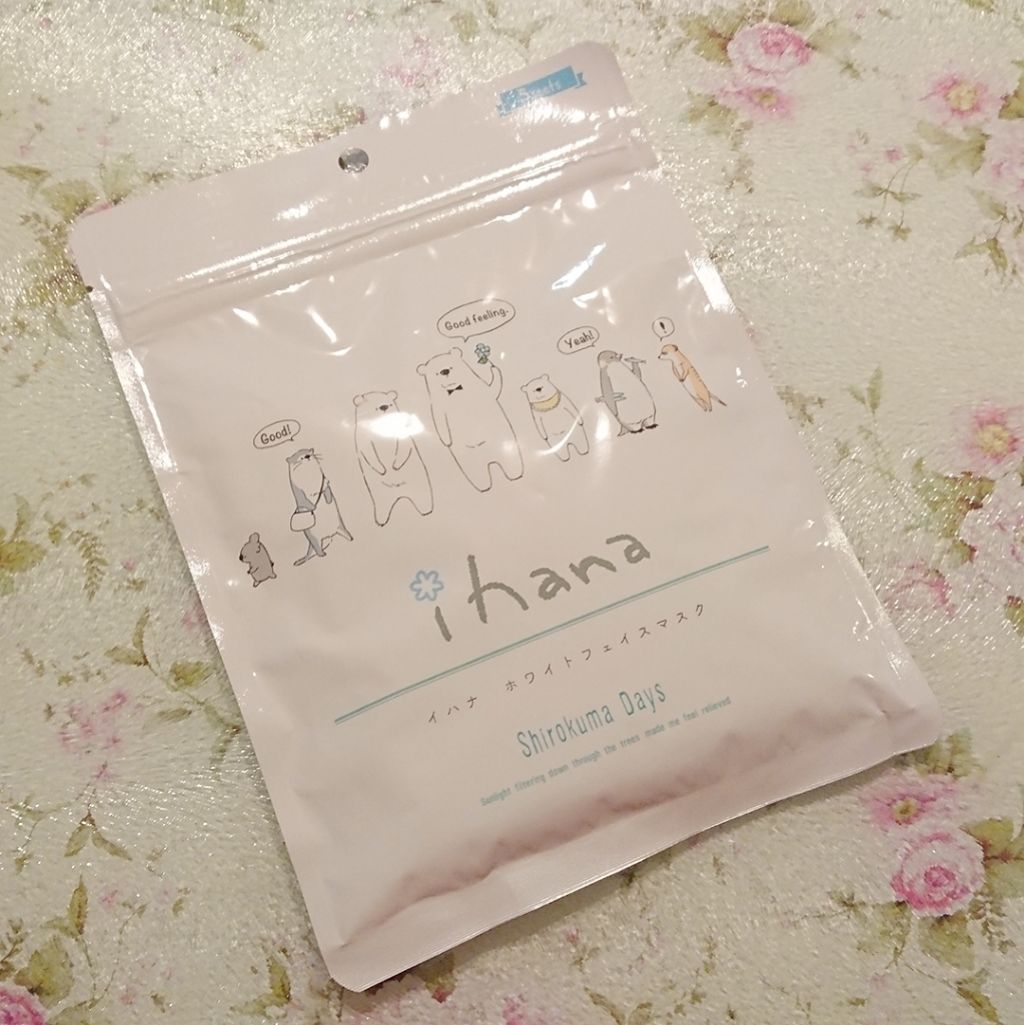 Good feeling.
Yeah!
!
Good!
ihana
イハナ ホワイトフェイスマスク
Shirokuma Days
Sunlight filtering down through the trees made me feel relieved